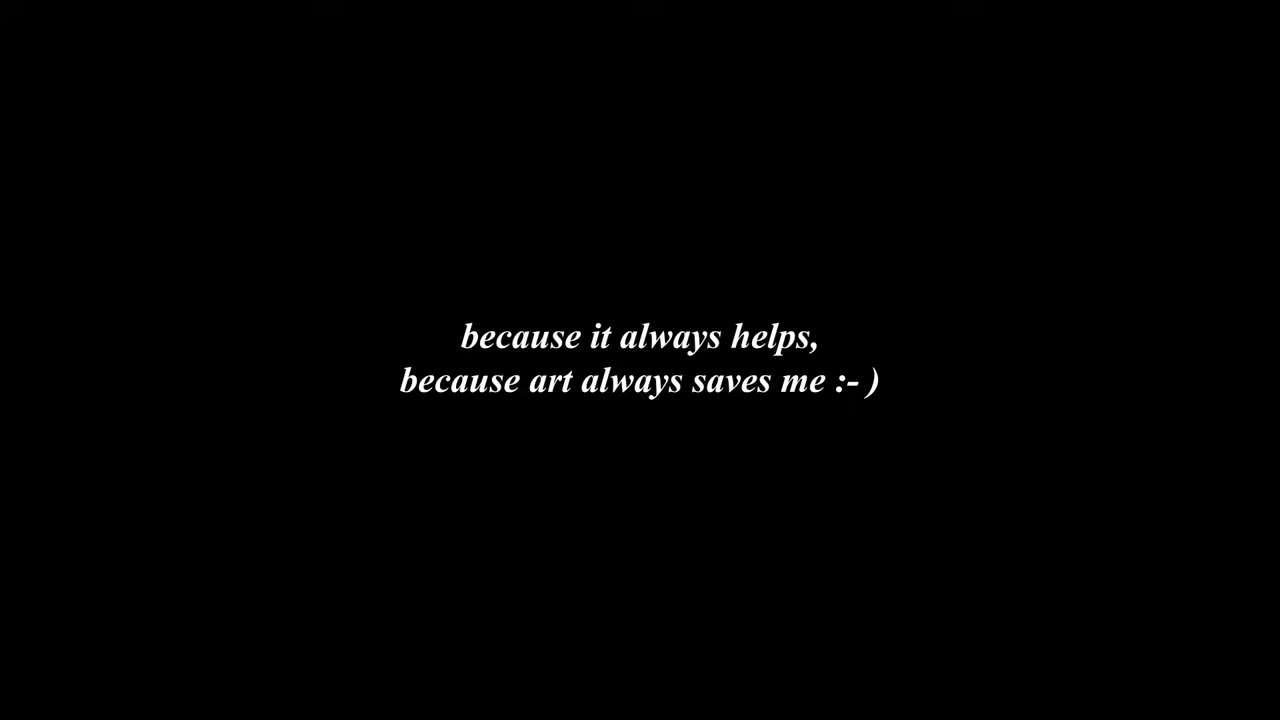 because it always helps,
because art always saves me :- )